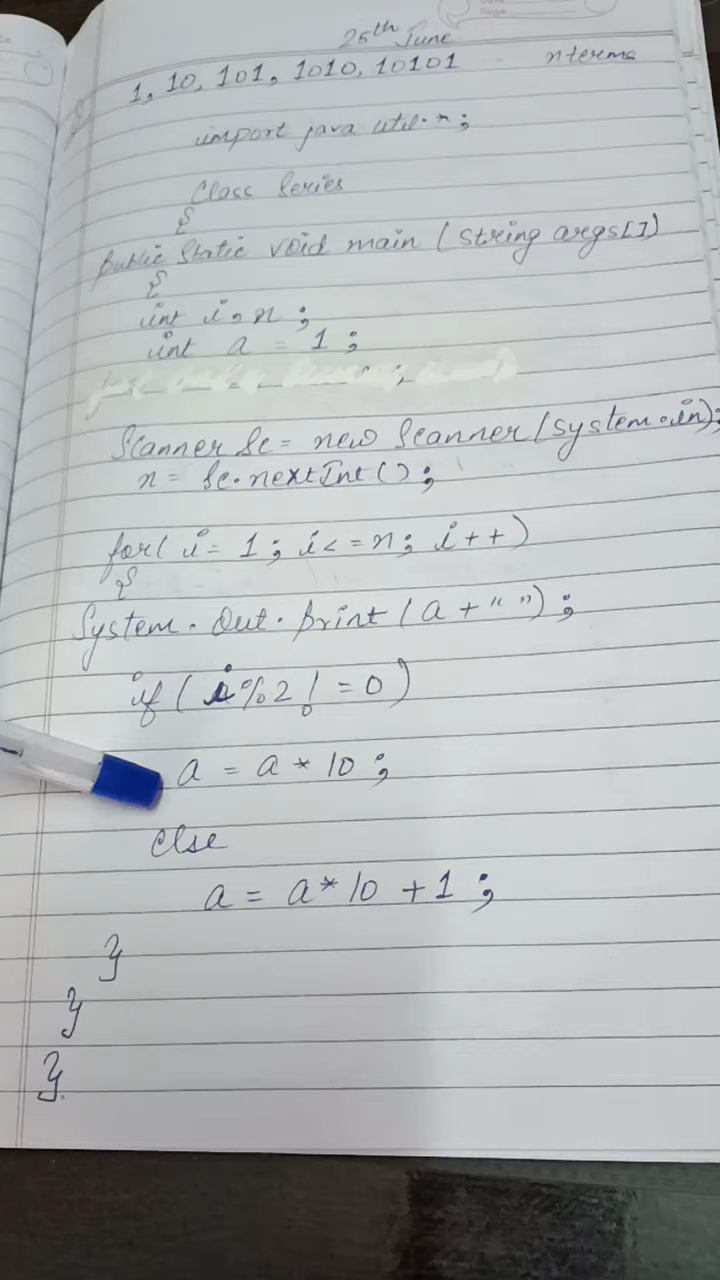 25th June
1, 10, 101, 1010, 10101 n terms
import java util.*;
Class Series
{
public static void main (String args[])
{
int i, n ;
int a = 1 ;
Scanner Sc = new Scanner (System.in);
n = Sc.nextInt ();
for( i = 1 ; i <= n ; i ++ )
{
System. Out. print ( a + " ") ;
if ( i%2 ! = 0 )
a = a * 10 ;
else
a = a * 10 + 1 ;
}
}
}.